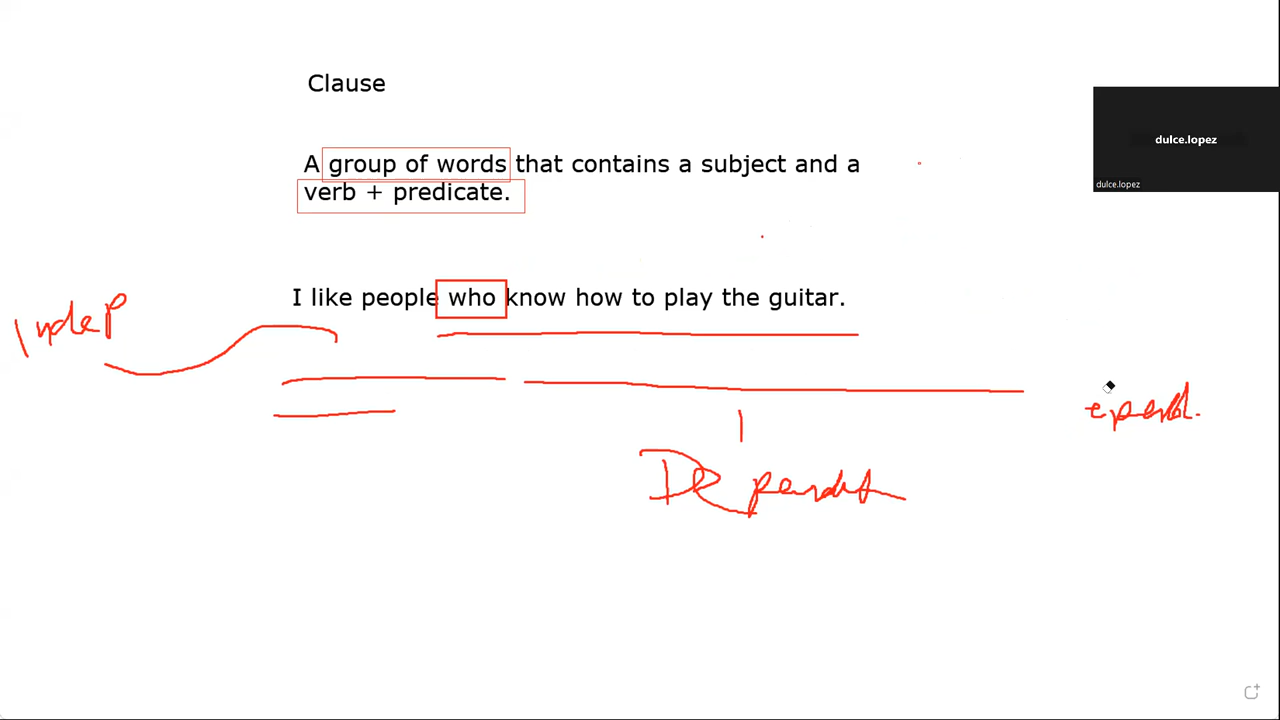 Clause
dulce.lopez
A group of words that contains a subject and a
verb + predicate.
dulce.lopez
I like people who know how to play the guitar.
Indep